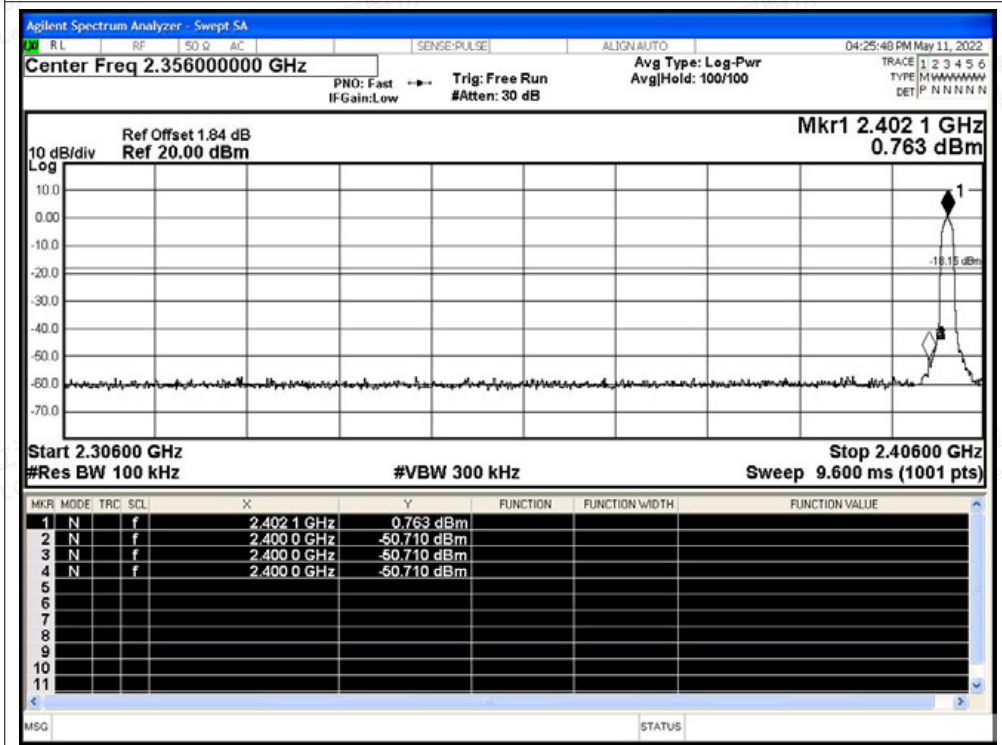 Agilent Spectrum Analyzer - Swept SA
RL RF 50 Ω AC SENSE:PULSE ALIGN AUTO 04:25:48 PM May 11, 2022
Center Freq 2.356000000 GHz
PNO: Fast
IFGain:Low
Trig: Free Run
#Atten: 30 dB
Avg Type: Log-Pwr
Avg|Hold: 100/100
TRACE 1 2 3 4 5 6
TYPE M WWWWW
DET P N N N N N
Mkr1 2.402 1 GHz
0.763 dBm
Ref Offset 1.84 dB
10 dB/div Ref 20.00 dBm
Log
10.0
0.00
-10.0
-20.0
-30.0
-40.0
-50.0
-60.0
-70.0
1
-18.15 dBm
Start 2.30600 GHz Stop 2.40600 GHz
#Res BW 100 kHz #VBW 300 kHz Sweep 9.600 ms (1001 pts)
MKR MODE TRC SCL X Y FUNCTION FUNCTION WIDTH FUNCTION VALUE
1 N f 2.402 1 GHz 0.763 dBm
2 N f 2.400 0 GHz -50.710 dBm
3 N f 2.400 0 GHz -50.710 dBm
4 N f 2.400 0 GHz -50.710 dBm
5
6
7
8
9
10
11
MSG STATUS